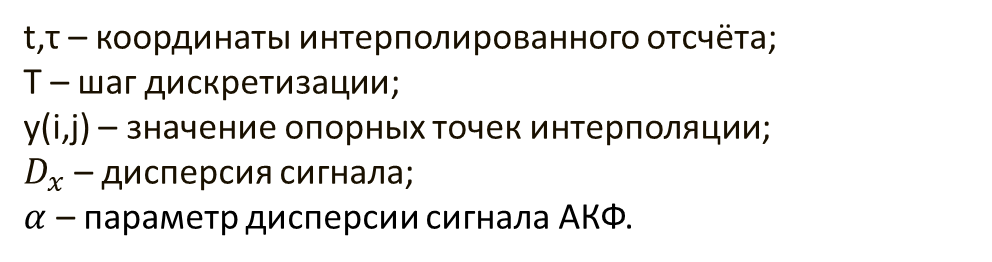 t,τ – координаты интерполированного отсчёта;
T – шаг дискретизации;
y(i,j) – значение опорных точек интерполяции;
𝐷ₓ – дисперсия сигнала;
𝛼 – параметр дисперсии сигнала АКФ.